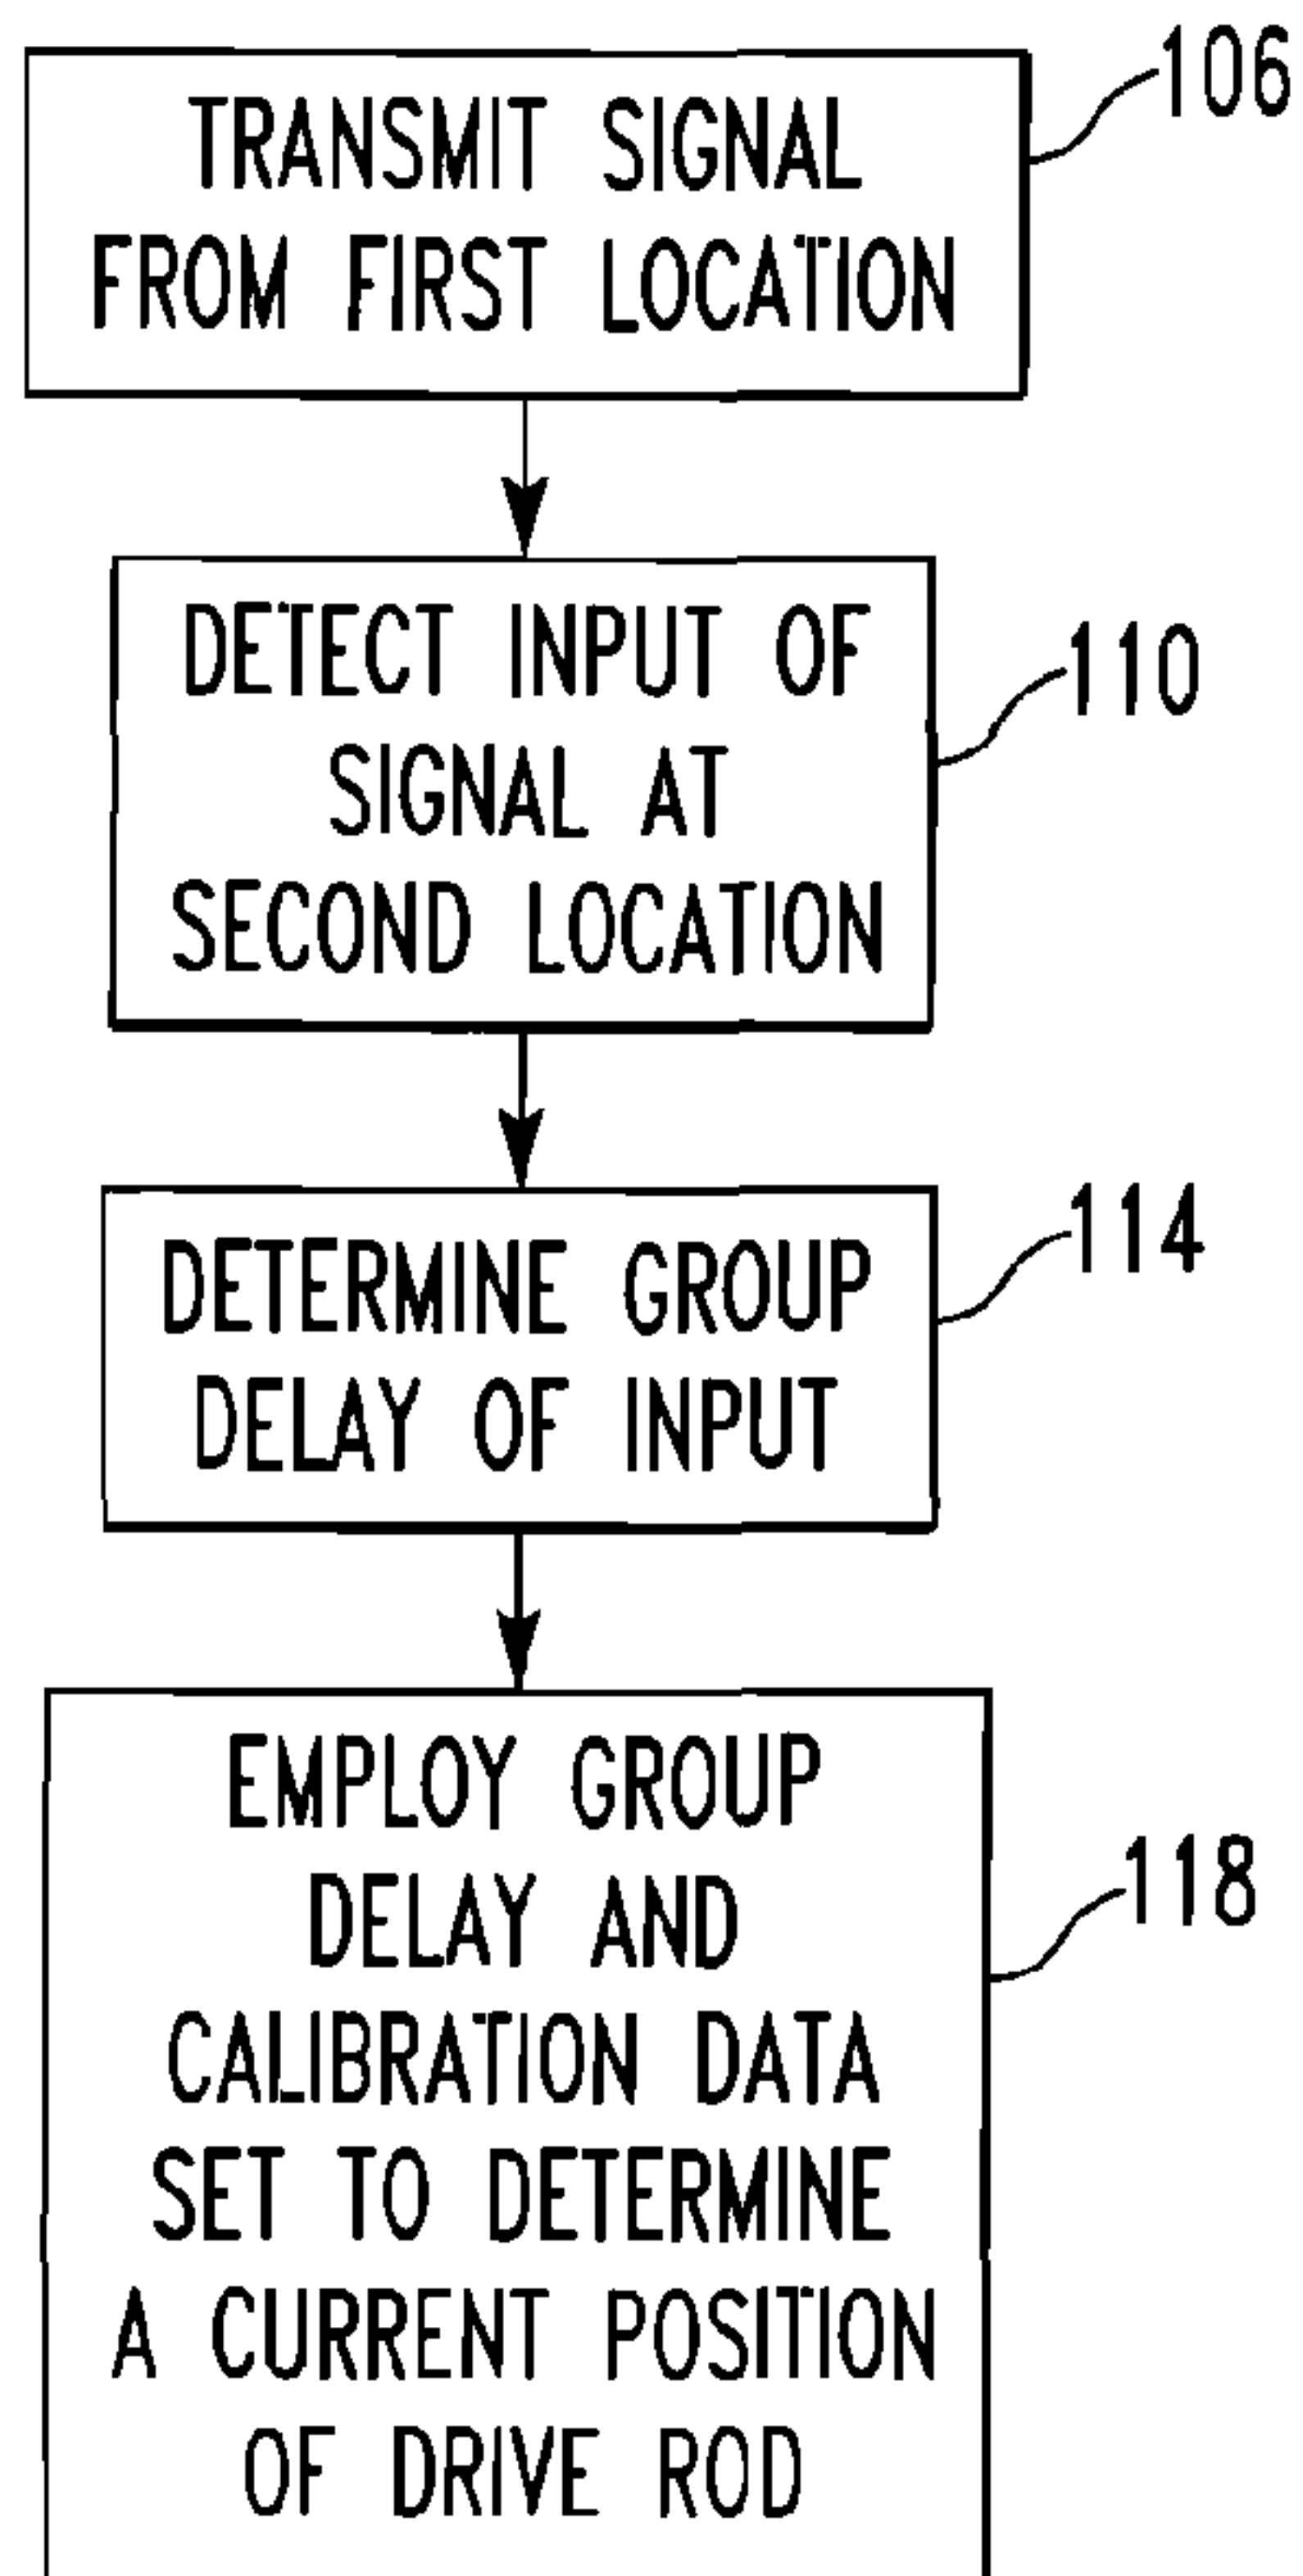 106
TRANSMIT SIGNAL
FROM FIRST LOCATION
DETECT INPUT OF
SIGNAL AT
SECOND LOCATION
110
DETERMINE GROUP
DELAY OF INPUT
114
EMPLOY GROUP
DELAY AND
CALIBRATION DATA
SET TO DETERMINE
A CURRENT POSITION
OF DRIVE ROD
118